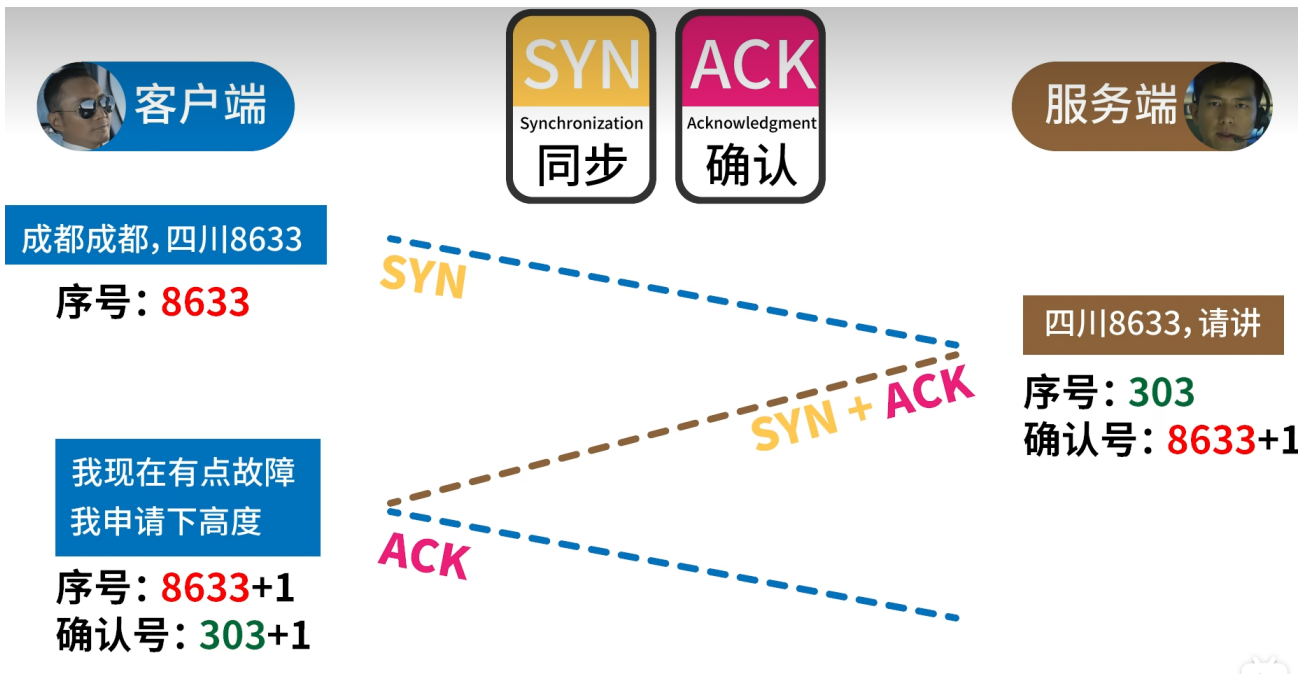 客户端
SYN
Synchronization
同步
ACK
Acknowledgment
确认
服务端
成都成都,四川8633
序号：8633
SYN
四川8633,请讲
序号：303
确认号：8633+1
SYN + ACK
我现在有点故障
我申请下高度
序号：8633+1
确认号：303+1
ACK